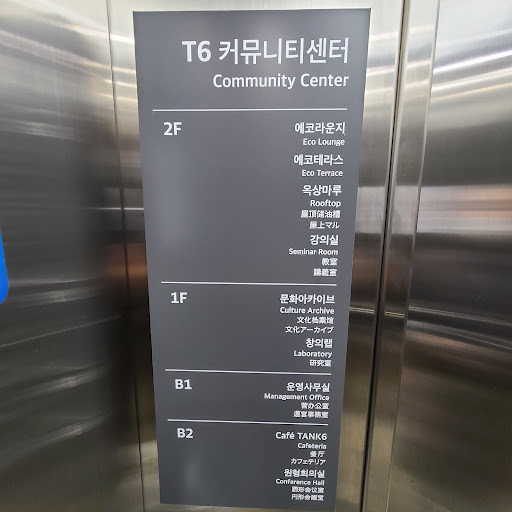 T6 커뮤니티센터
Community Center
2F
에코라운지
Eco Lounge
에코테라스
Eco Terrace
옥상마루
Rooftop
屋頂儲油槽
屋上マル
강의실
Seminar Room
教室
講義室
1F
문화아카이브
Culture Archive
文化档案馆
文化アーカイブ
창의랩
Laboratory
研究室
B1
운영사무실
Management Office
营办公室
運営事務室
B2
Café TANK6
Cafeteria
餐厅
カフェテリア
원형회의실
Conference Hall
圆形会议室
円形会議室